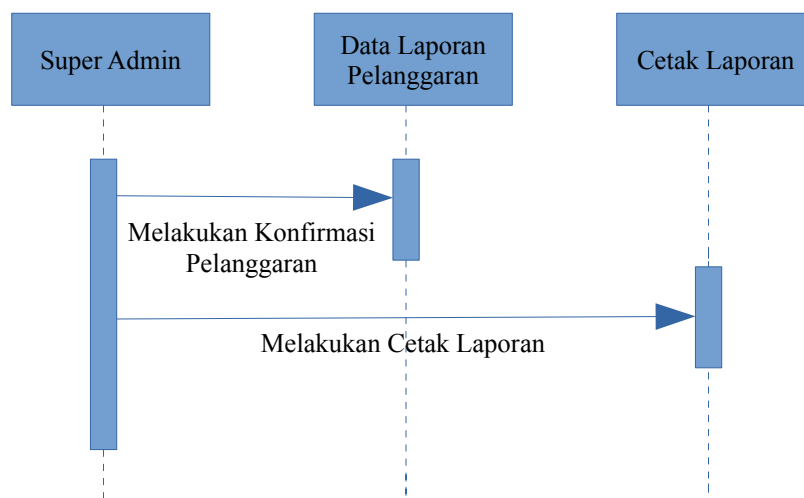 Super Admin
Data Laporan
Pelanggaran
Cetak Laporan
Melakukan Konfirmasi
Pelanggaran
Melakukan Cetak Laporan